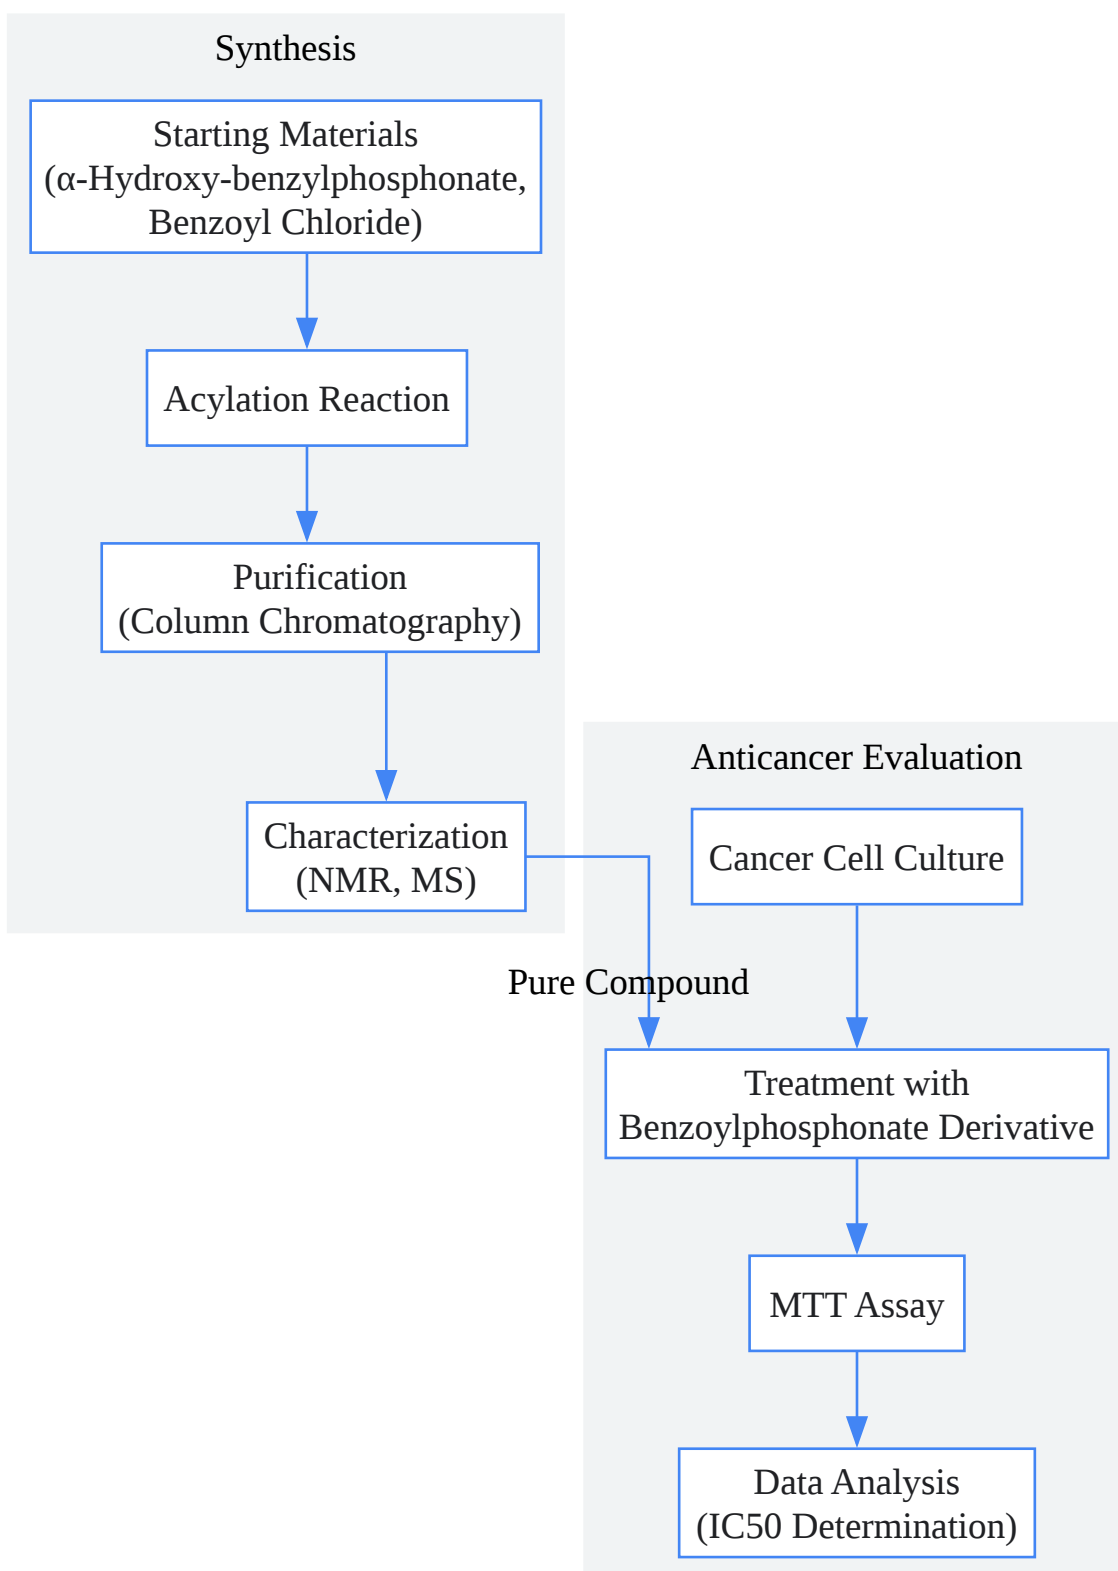 Synthesis
Starting Materials
(α-Hydroxy-benzylphosphonate,
Benzoyl Chloride)
Acylation Reaction
Purification
(Column Chromatography)
Characterization
(NMR, MS)
Pure Compound
Anticancer Evaluation
Cancer Cell Culture
Treatment with
Benzoylphosphonate Derivative
MTT Assay
Data Analysis
(IC50 Determination)